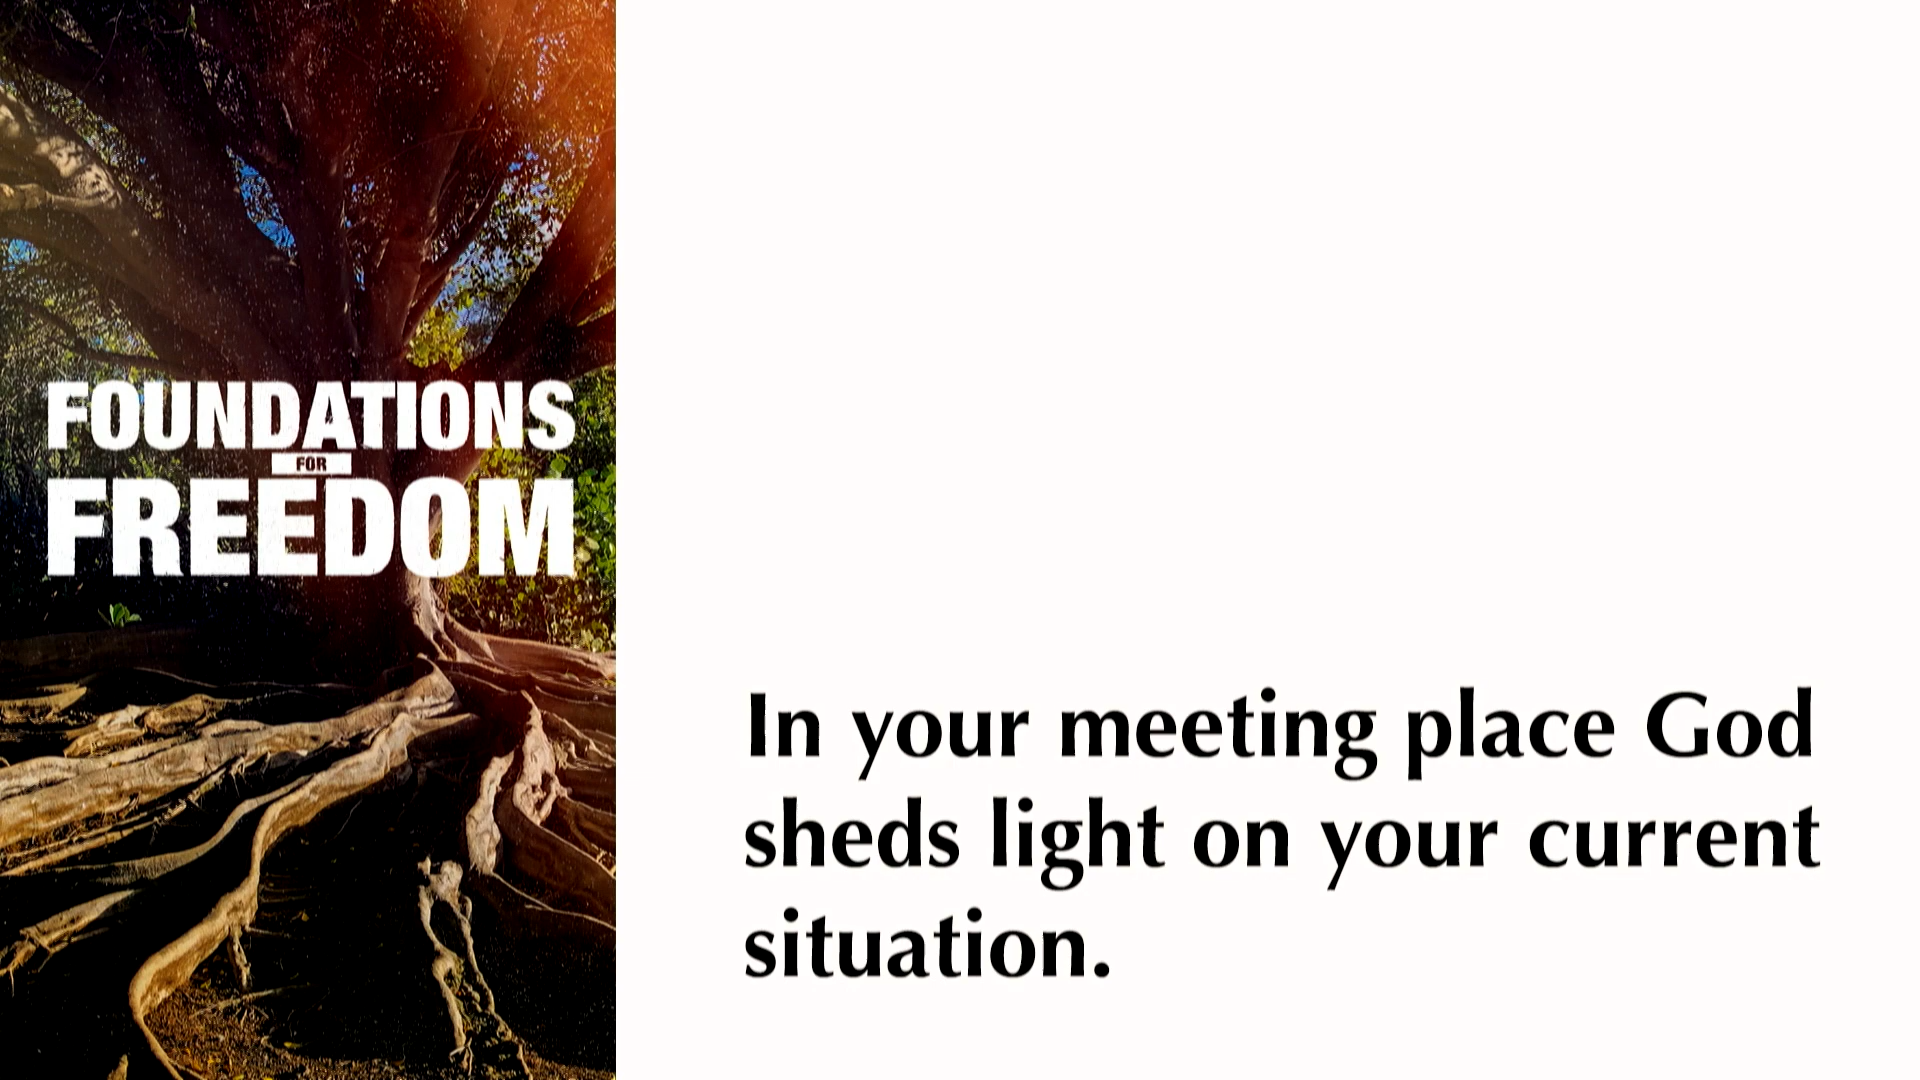 FOUNDATIONS
FOR
FREEDOM
In your meeting place God
sheds light on your current
situation.